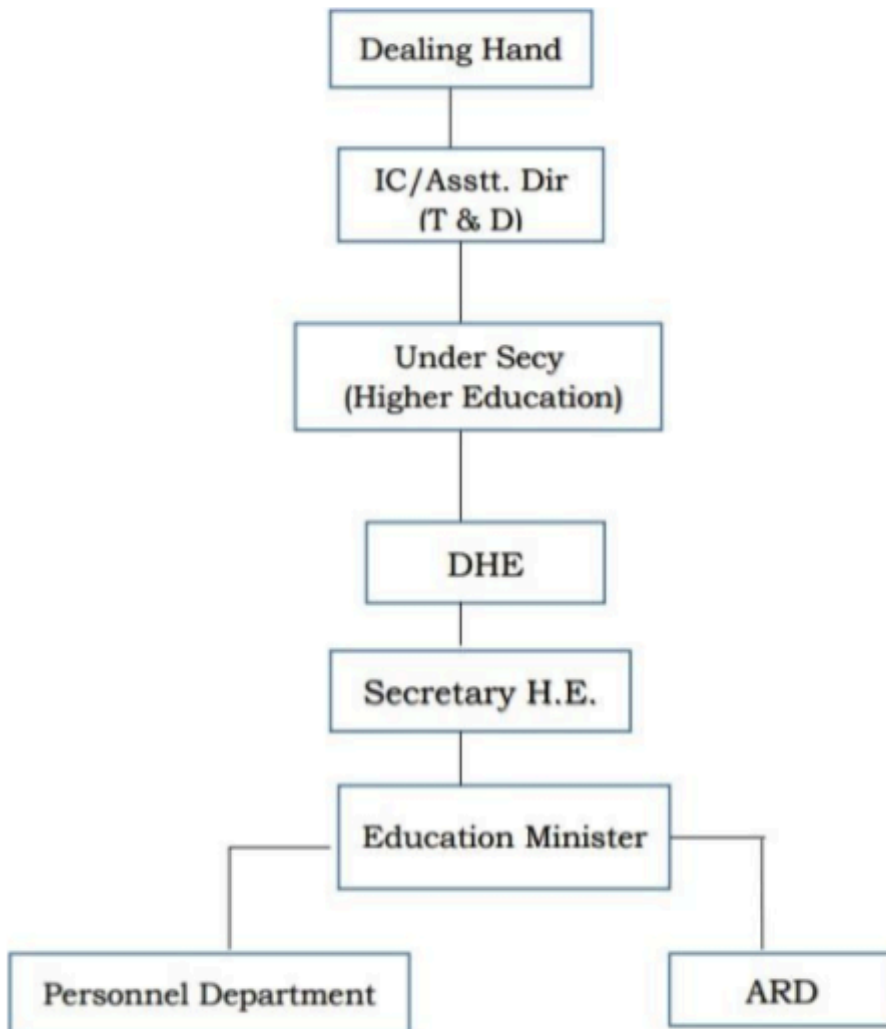 Dealing Hand
IC/Asstt. Dir
(T & D)
Under Secy
(Higher Education)
DHE
Secretary H.E.
Education Minister
Personnel Department
ARD